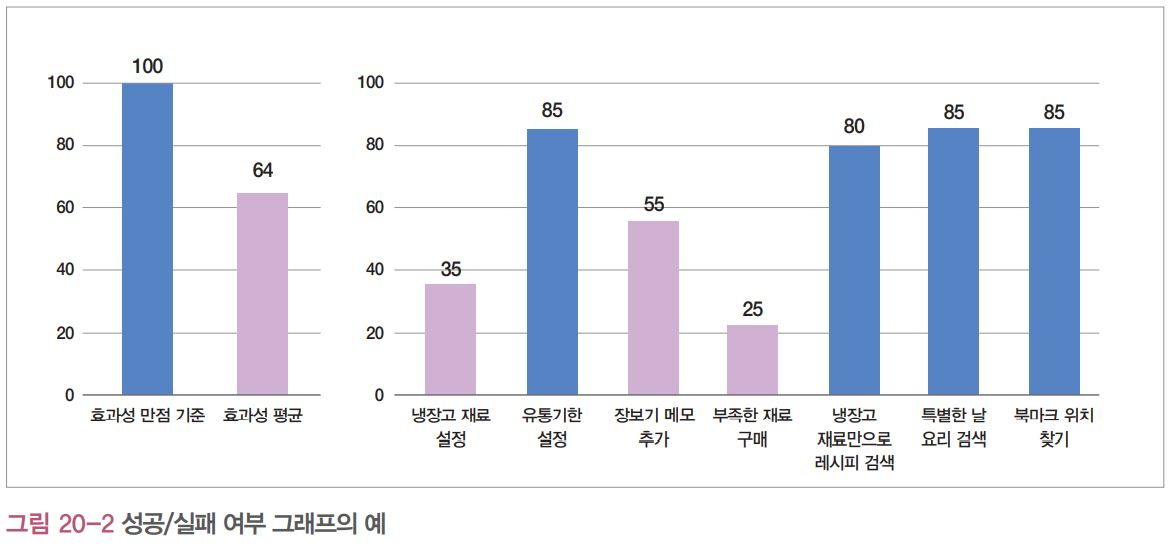 100
64
100
80
60
40
20
0
효과성 만점 기준
효과성 평균
35
85
55
25
80
85
85
100
80
60
40
20
0
냉장고 재료
설정
유통기한
설정
장보기 메모
추가
부족한 재료
구매
냉장고
재료만으로
레시피 검색
특별한 날
요리 검색
북마크 위치
찾기
그림 20-2 성공/실패 여부 그래프의 예